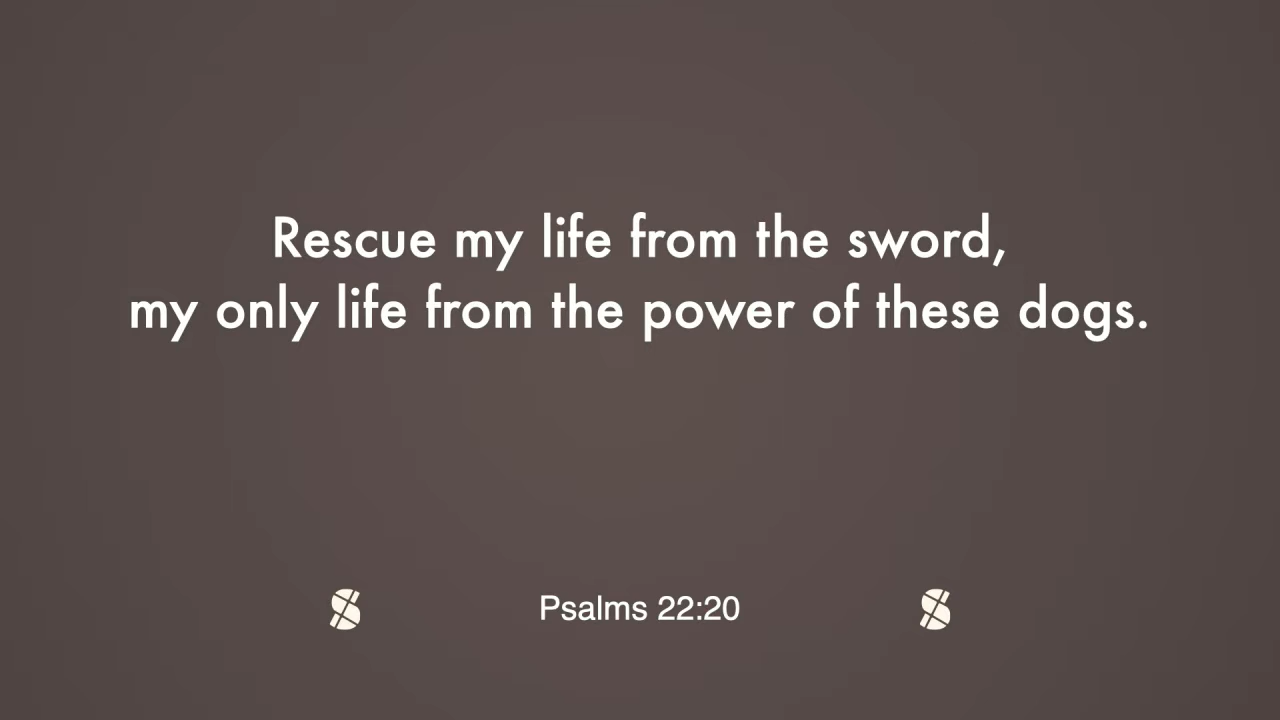 Rescue my life from the sword,
my only life from the power of these dogs.
Psalms 22:20